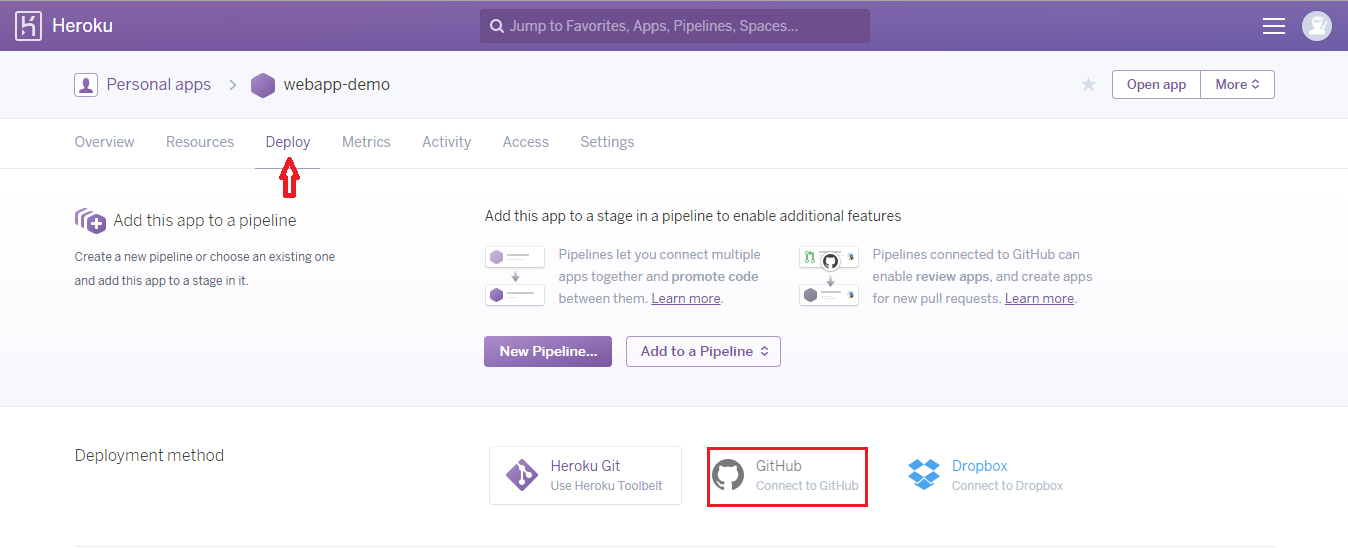 Heroku
Jump to Favorites, Apps, Pipelines, Spaces...
Personal apps
webapp-demo
Open app
More
Overview
Resources
Deploy
Metrics
Activity
Access
Settings
Add this app to a pipeline
Create a new pipeline or choose an existing one
and add this app to a stage in it.
Add this app to a stage in a pipeline to enable additional features
Pipelines let you connect multiple
apps together and promote code
between them. Learn more.
Pipelines connected to GitHub can
enable review apps, and create apps
for new pull requests. Learn more.
New Pipeline...
Add to a Pipeline
Deployment method
Heroku Git
Use Heroku Toolbelt
GitHub
Connect to GitHub
Dropbox
Connect to Dropbox